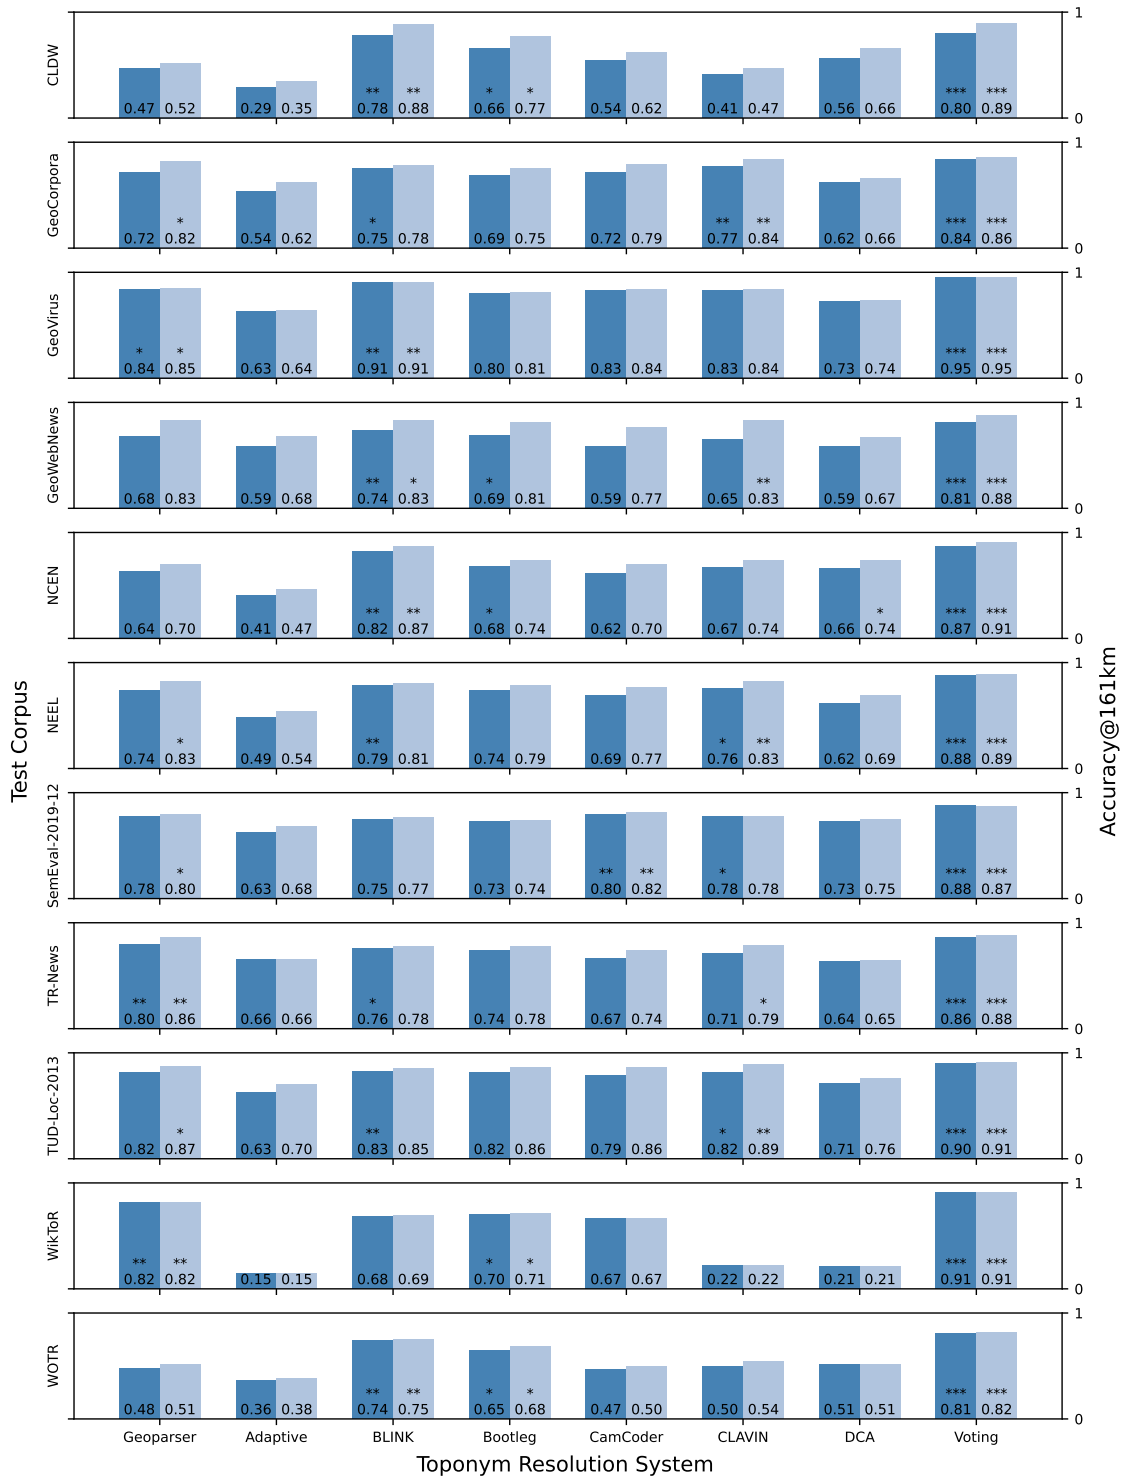 1
CLDW
** ** * * *** ***
0.47 0.52 0.29 0.35 0.78 0.88 0.66 0.77 0.54 0.62 0.41 0.47 0.56 0.66 0.80 0.89
0
1
GeoCorpora
* * ** ** *** ***
0.72 0.82 0.54 0.62 0.75 0.78 0.69 0.75 0.72 0.79 0.77 0.84 0.62 0.66 0.84 0.86
0
1
GeoVirus
* * ** ** *** ***
0.84 0.85 0.63 0.64 0.91 0.91 0.80 0.81 0.83 0.84 0.83 0.84 0.73 0.74 0.95 0.95
0
1
GeoWebNews
** * * ** *** ***
0.68 0.83 0.59 0.68 0.74 0.83 0.69 0.81 0.59 0.77 0.65 0.83 0.59 0.67 0.81 0.88
0
1
NCEN
** ** * * *** ***
0.64 0.70 0.41 0.47 0.82 0.87 0.68 0.74 0.62 0.70 0.67 0.74 0.66 0.74 0.87 0.91
0
1
NEEL
* ** * ** *** ***
0.74 0.83 0.49 0.54 0.79 0.81 0.74 0.79 0.69 0.77 0.76 0.83 0.62 0.69 0.88 0.89
0
1
SemEval-2019-12
* ** ** * *** ***
0.78 0.80 0.63 0.68 0.75 0.77 0.73 0.74 0.80 0.82 0.78 0.78 0.73 0.75 0.88 0.87
0
1
TR-News
** ** * * *** ***
0.80 0.86 0.66 0.66 0.76 0.78 0.74 0.78 0.67 0.74 0.71 0.79 0.64 0.65 0.86 0.88
0
1
TUD-Loc-2013
* ** * ** *** ***
0.82 0.87 0.63 0.70 0.83 0.85 0.82 0.86 0.79 0.86 0.82 0.89 0.71 0.76 0.90 0.91
0
1
WikToR
** ** * * *** ***
0.82 0.82 0.15 0.15 0.68 0.69 0.70 0.71 0.67 0.67 0.22 0.22 0.21 0.21 0.91 0.91
0
1
WOTR
** ** * * *** ***
0.48 0.51 0.36 0.38 0.74 0.75 0.65 0.68 0.47 0.50 0.50 0.54 0.51 0.51 0.81 0.82
0
Geoparser Adaptive BLINK Bootleg CamCoder CLAVIN DCA Voting
Toponym Resolution System
Test Corpus
Accuracy@161km